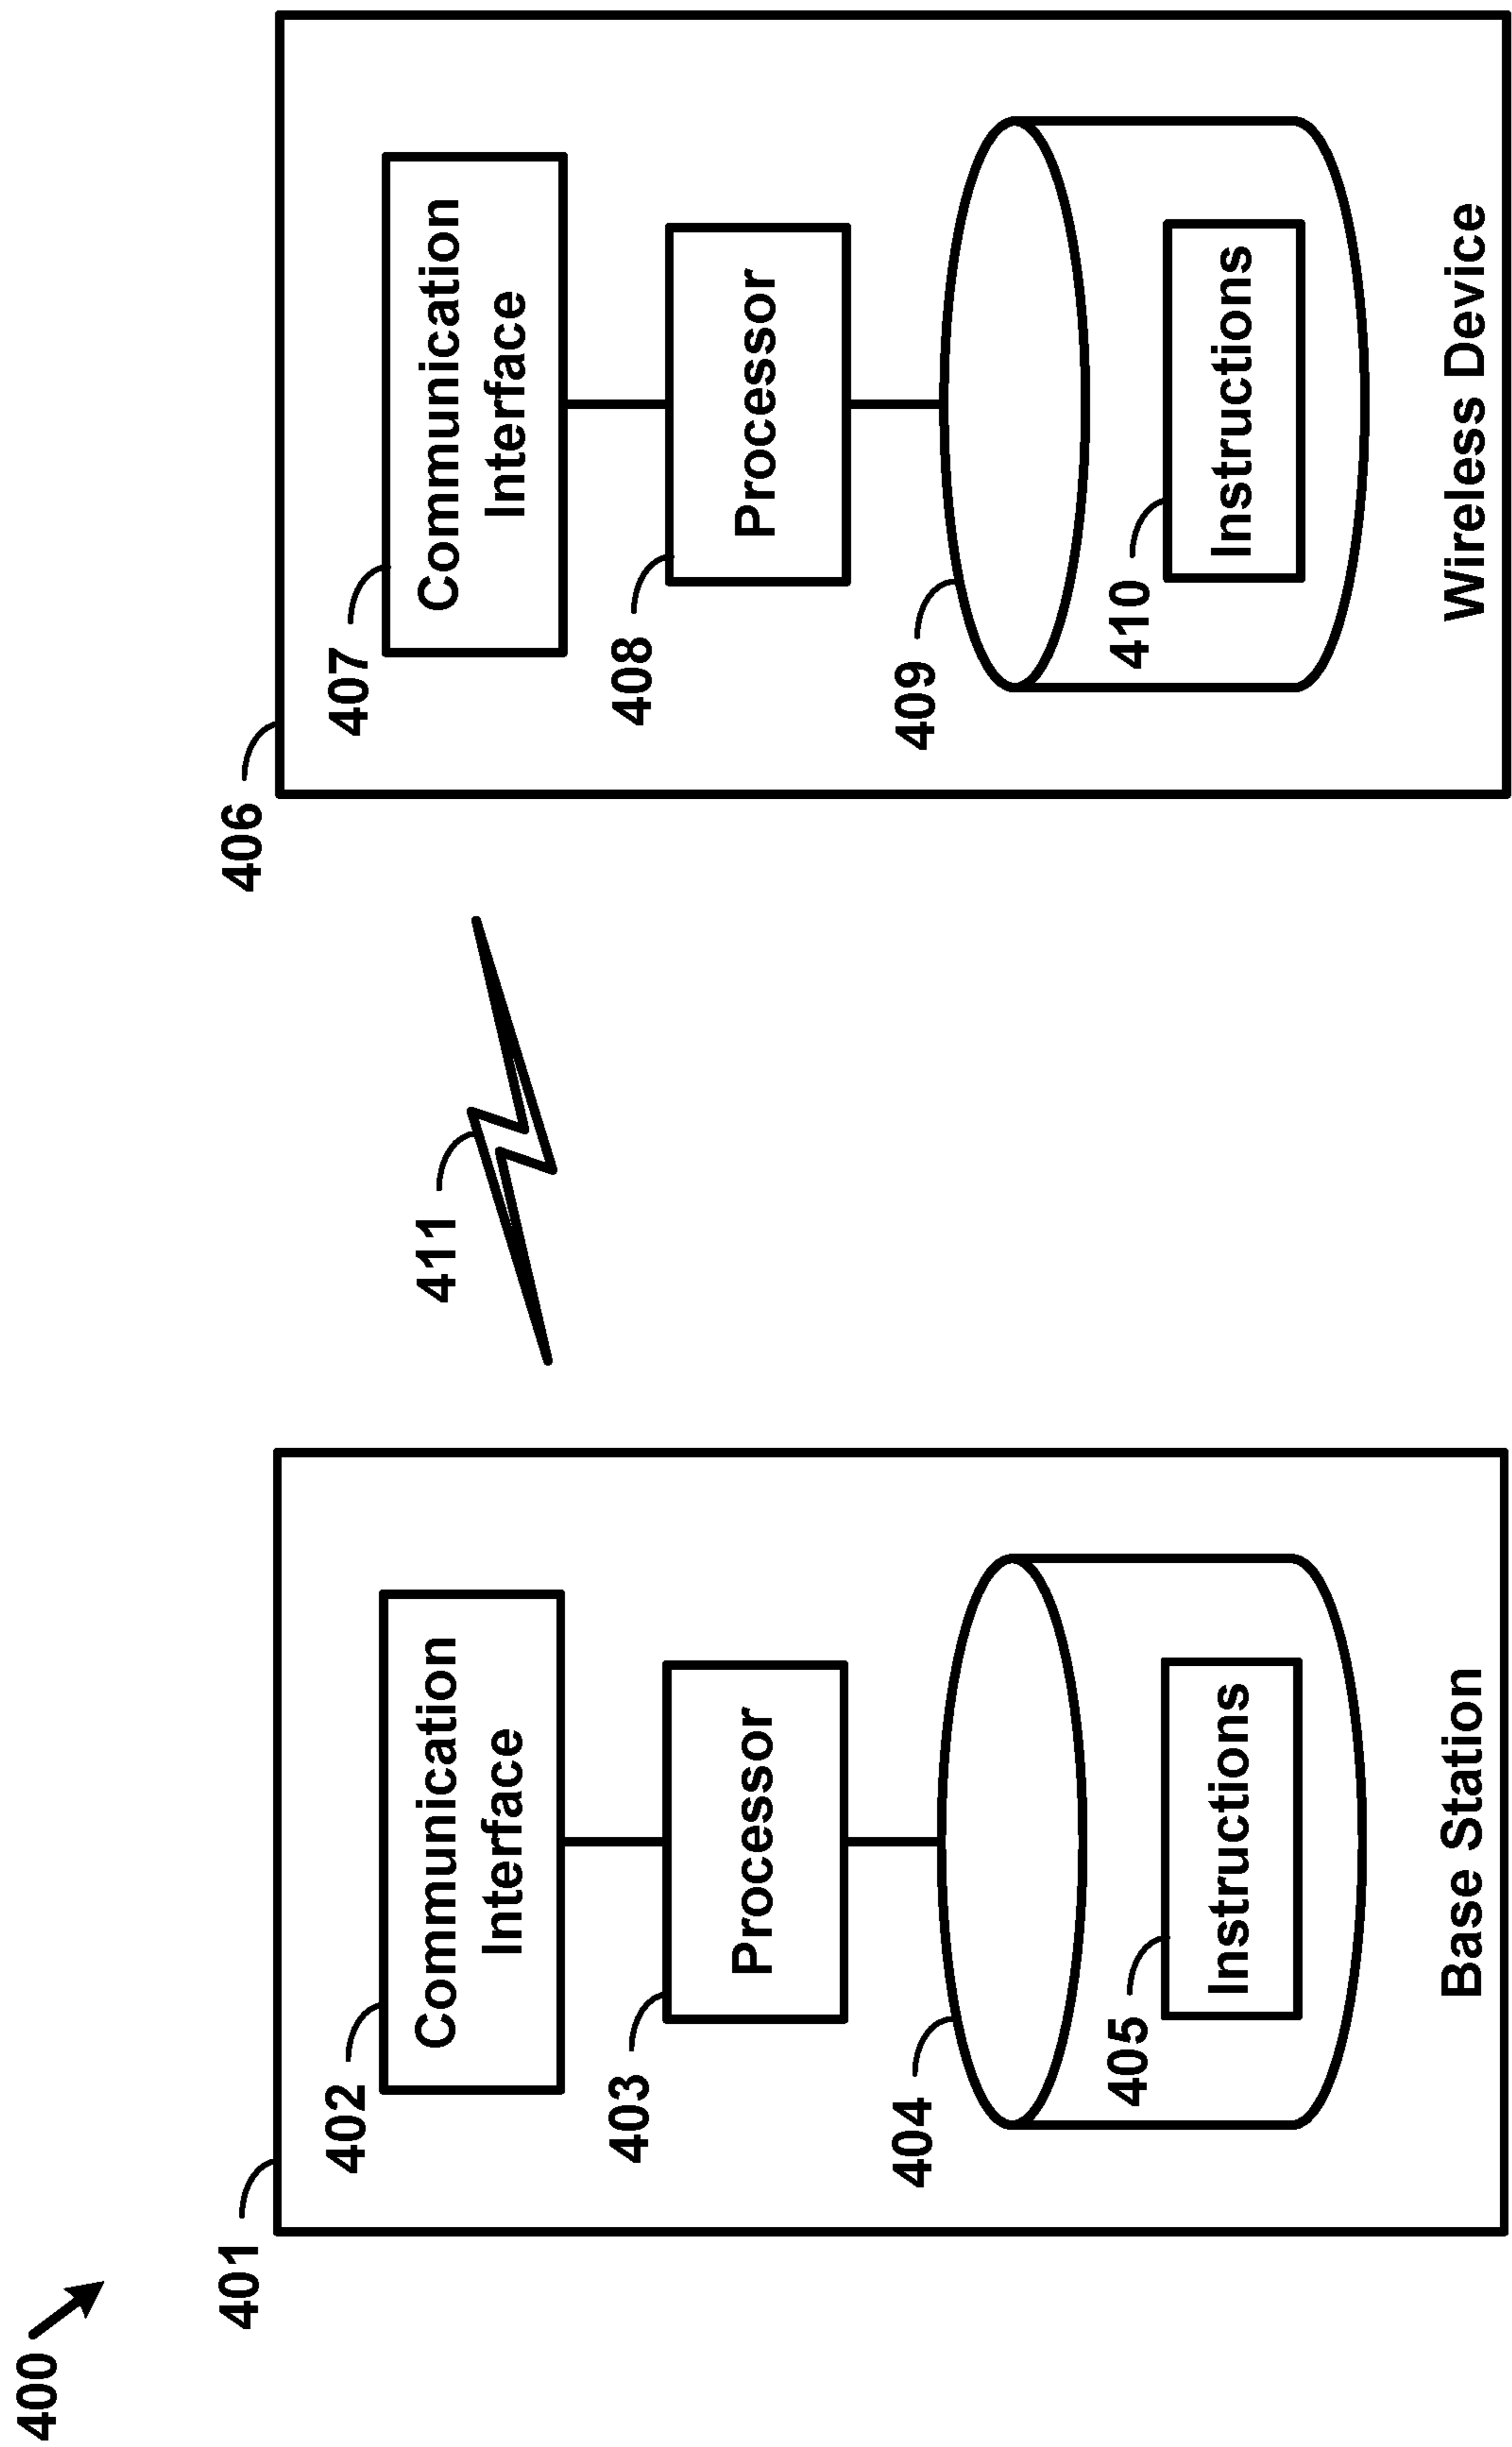 400
401
402
Communication
Interface
403
Processor
404
405
Instructions
Base Station
411
406
407
Communication
Interface
408
Processor
409
410
Instructions
Wireless Device